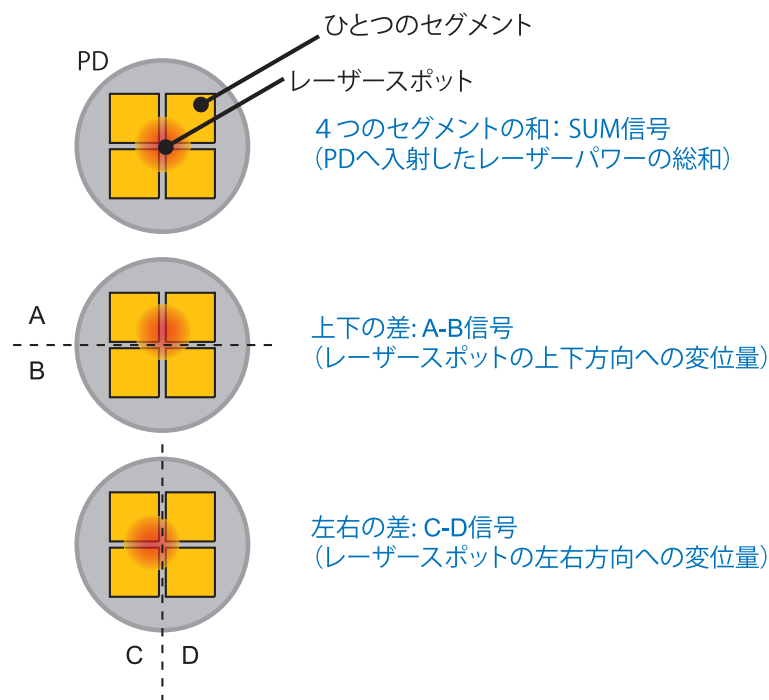 ひとつのセグメント
PD
レーザースポット
4つのセグメントの和: SUM信号
(PDへ入射したレーザーパワーの総和)
A
B
上下の差: A-B信号
(レーザースポットの上下方向への変位量)
左右の差: C-D信号
(レーザースポットの左右方向への変位量)
C D